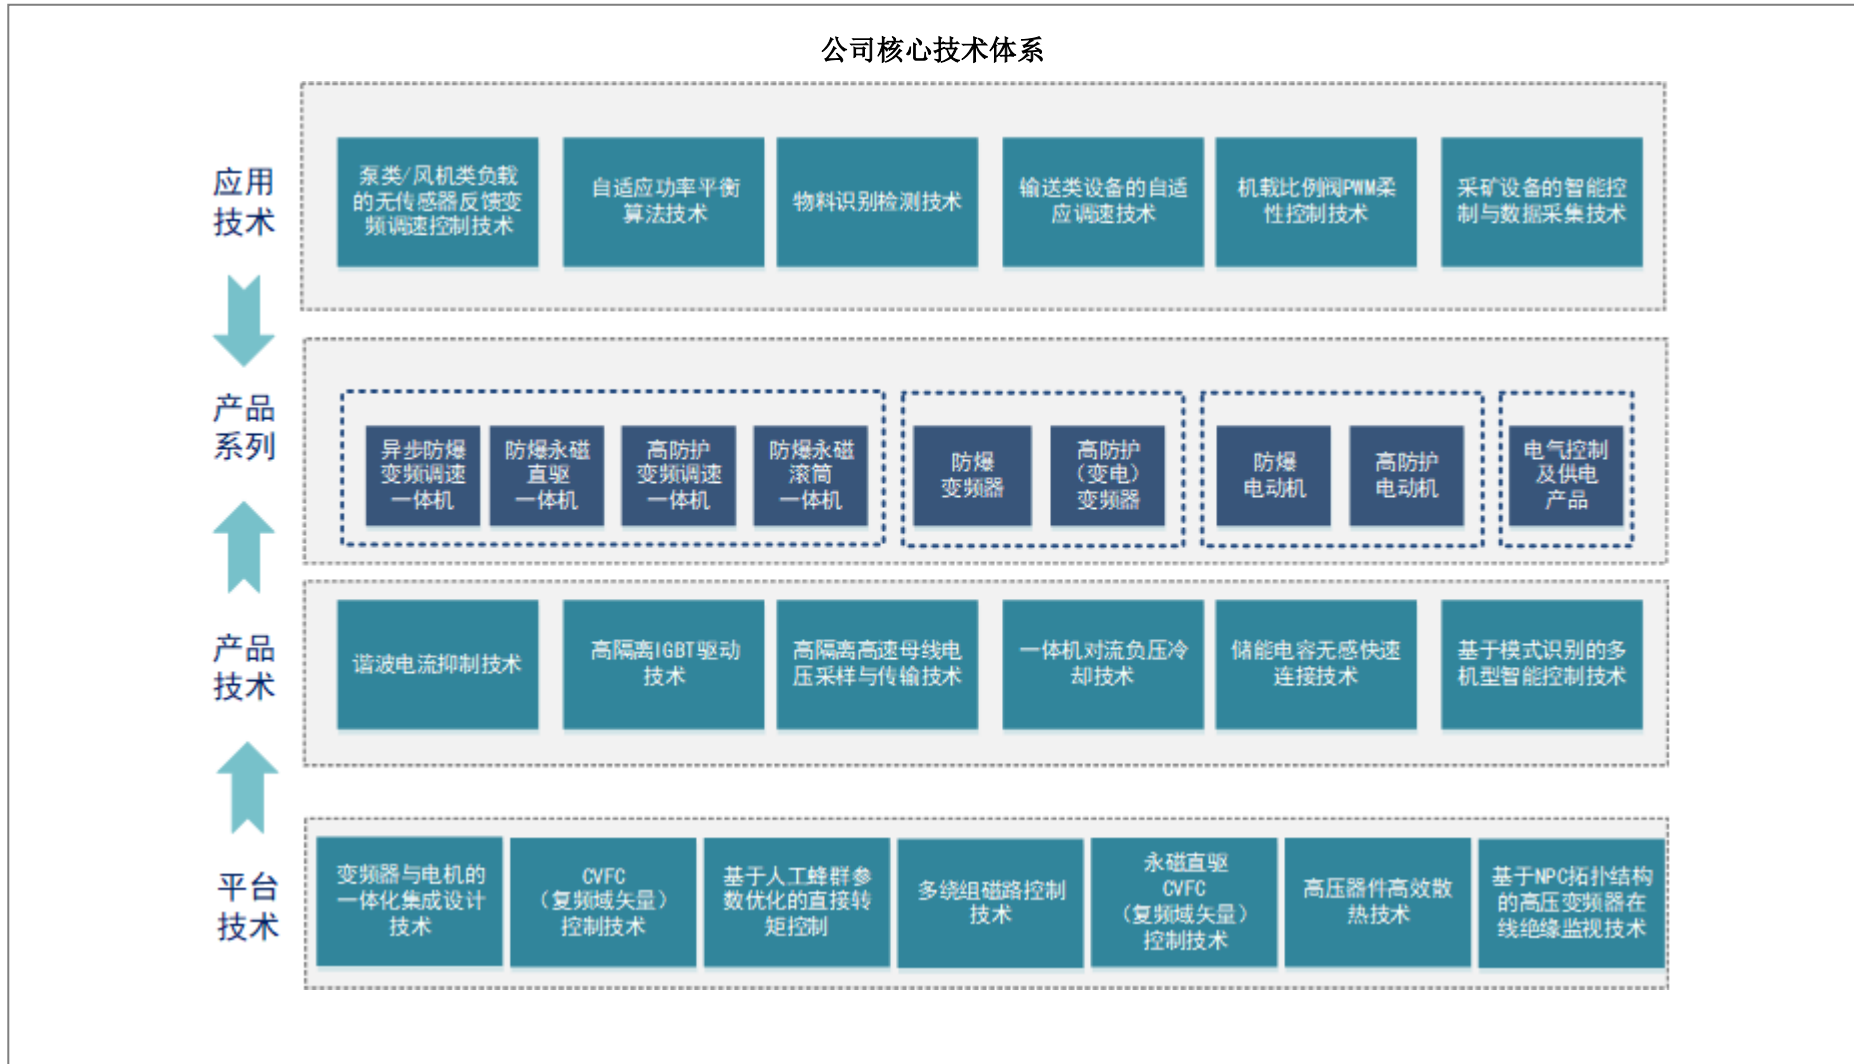 公司核心技术体系
应用
技术
泵类/风机类负载
的无传感器反馈变
频调速控制技术
自适应功率平衡
算法技术
物料识别检测技术
输送类设备的自适
应调速技术
机载比例阀PWM柔
性控制技术
采矿设备的智能控
制与数据采集技术
产品
系列
异步防爆
变频调速
一体机
防爆永磁
直驱
一体机
高防护
变频调速
一体机
防爆永磁
滚筒
一体机
防爆
变频器
高防护
（变电）
变频器
防爆
电动机
高防护
电动机
电气控制
及供电
产品
产品
技术
谐波电流抑制技术
高隔离IGBT驱动
技术
高隔离高速母线电
压采样与传输技术
一体机对流负压冷
却技术
储能电容无感快速
连接技术
基于模式识别的多
机型智能控制技术
平台
技术
变频器与电机的
一体化集成设计
技术
CVFC
（复频域矢量）
控制技术
基于人工蜂群参
数优化的直接转
矩控制
多绕组磁路控制
技术
永磁直驱
CVFC
（复频域矢量）
控制技术
高压器件高效散
热技术
基于NPC拓扑结构
的高压变频器在
线绝缘监视技术